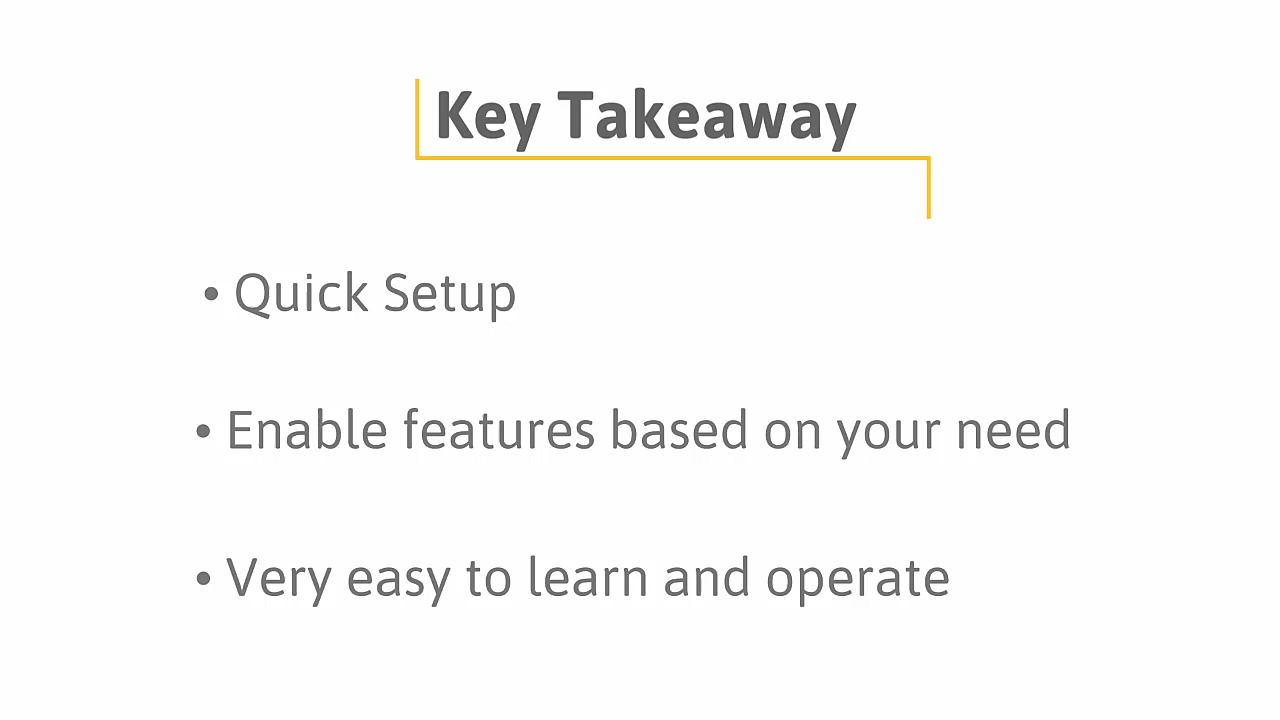 Key Takeaway
• Quick Setup
• Enable features based on your need
• Very easy to learn and operate